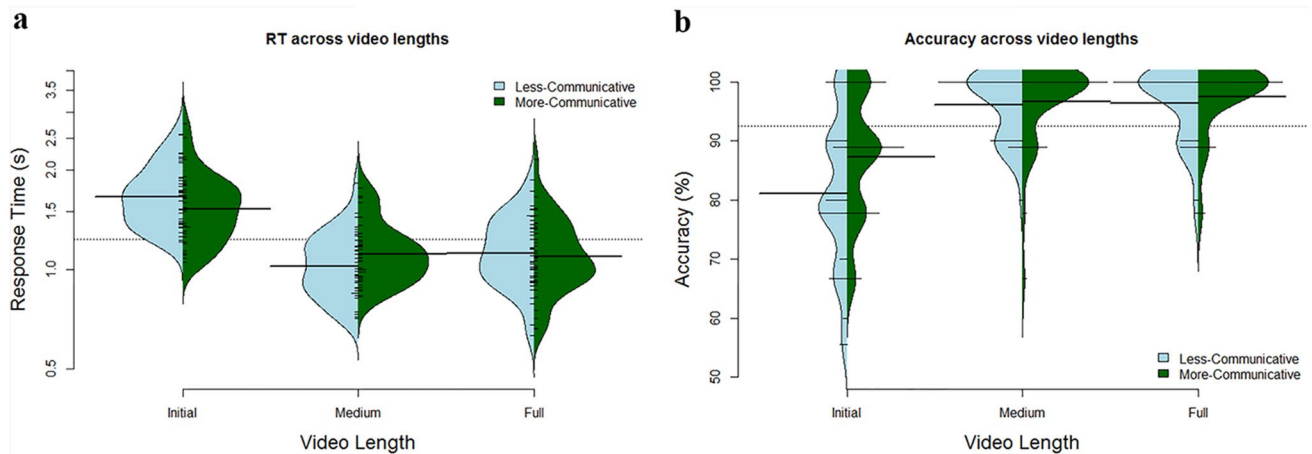 a
RT across video lengths
Less-Communicative
More-Communicative
Response Time (s)
3.5
2.5
2.0
1.5
1.0
0.5
Initial
Medium
Full
Video Length
b
Accuracy across video lengths
Accuracy (%)
100
90
80
70
60
50
Less-Communicative
More-Communicative
Initial
Medium
Full
Video Length